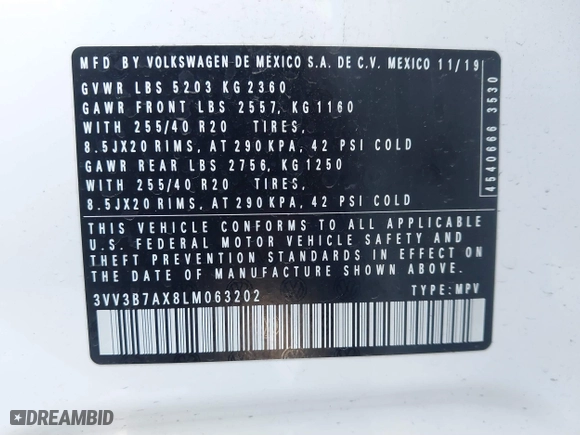 MFD BY VOLKSWAGEN DE MEXICO S.A. DE C.V. MEXICO 11/19
GVWR LBS 5203 KG 2360
GAWR FRONT LBS 2557, KG 1160
WITH 255/40 R20 TIRES,
8.5JX20 RIMS, AT 290 KPA, 42 PSI COLD
GAWR REAR LBS 2756, KG 1250
WITH 255/40 R20 TIRES,
8.5JX20 RIMS, AT 290 KPA, 42 PSI COLD
4540666 3530
THIS VEHICLE CONFORMS TO ALL APPLICABLE
U.S. FEDERAL MOTOR VEHICLE SAFETY AND
THEFT PREVENTION STANDARDS IN EFFECT ON
THE DATE OF MANUFACTURE SHOWN ABOVE.
3VV3B7AX8LM063202 TYPE: MPV
DREAMBID